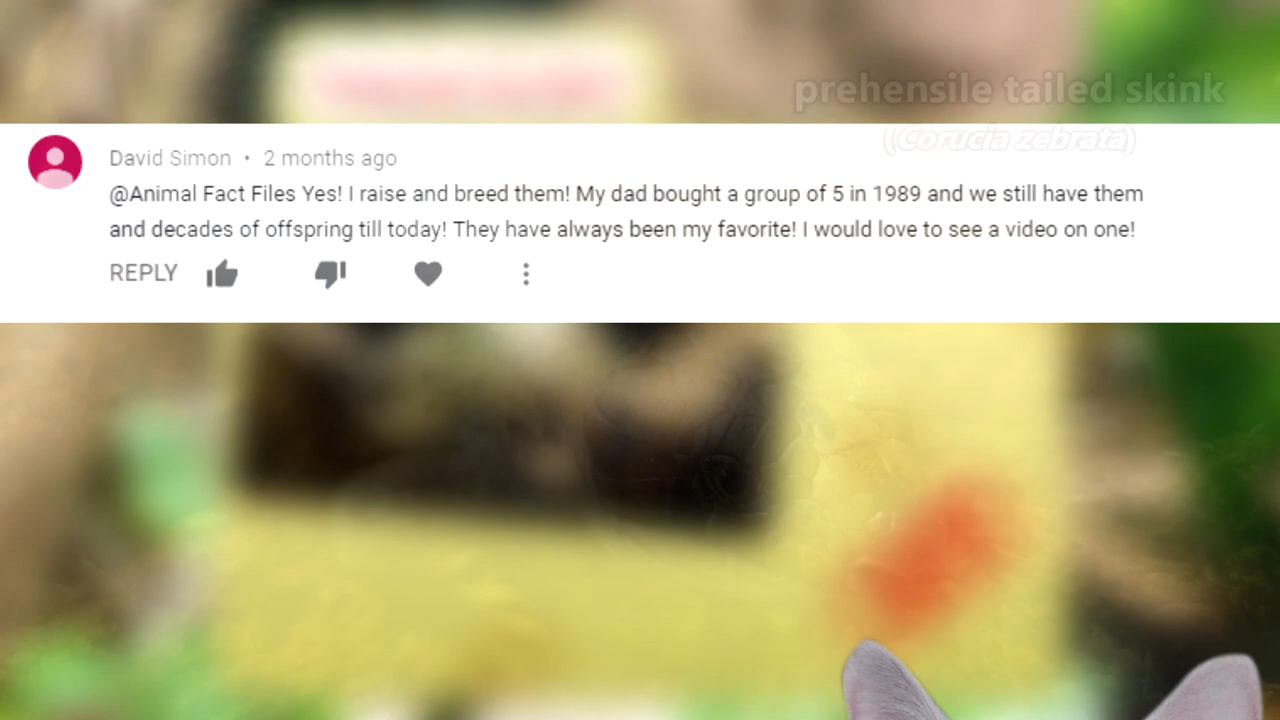 prehensile tailed skink
(Corucia zebrata)
David Simon • 2 months ago
@Animal Fact Files Yes! I raise and breed them! My dad bought a group of 5 in 1989 and we still have them
and decades of offspring till today! They have always been my favorite! I would love to see a video on one!
REPLY